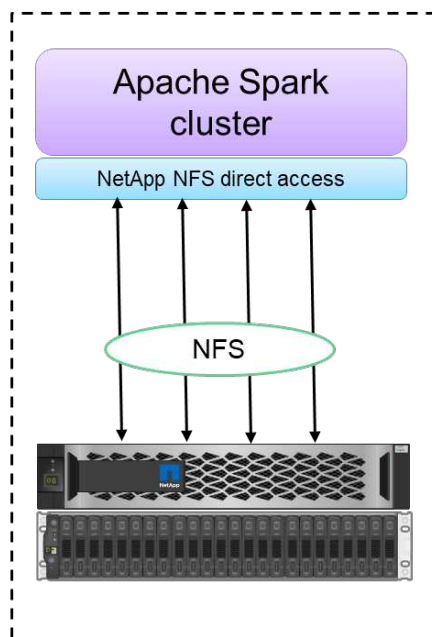 Apache Spark
cluster
NetApp NFS direct access
NFS
NetApp